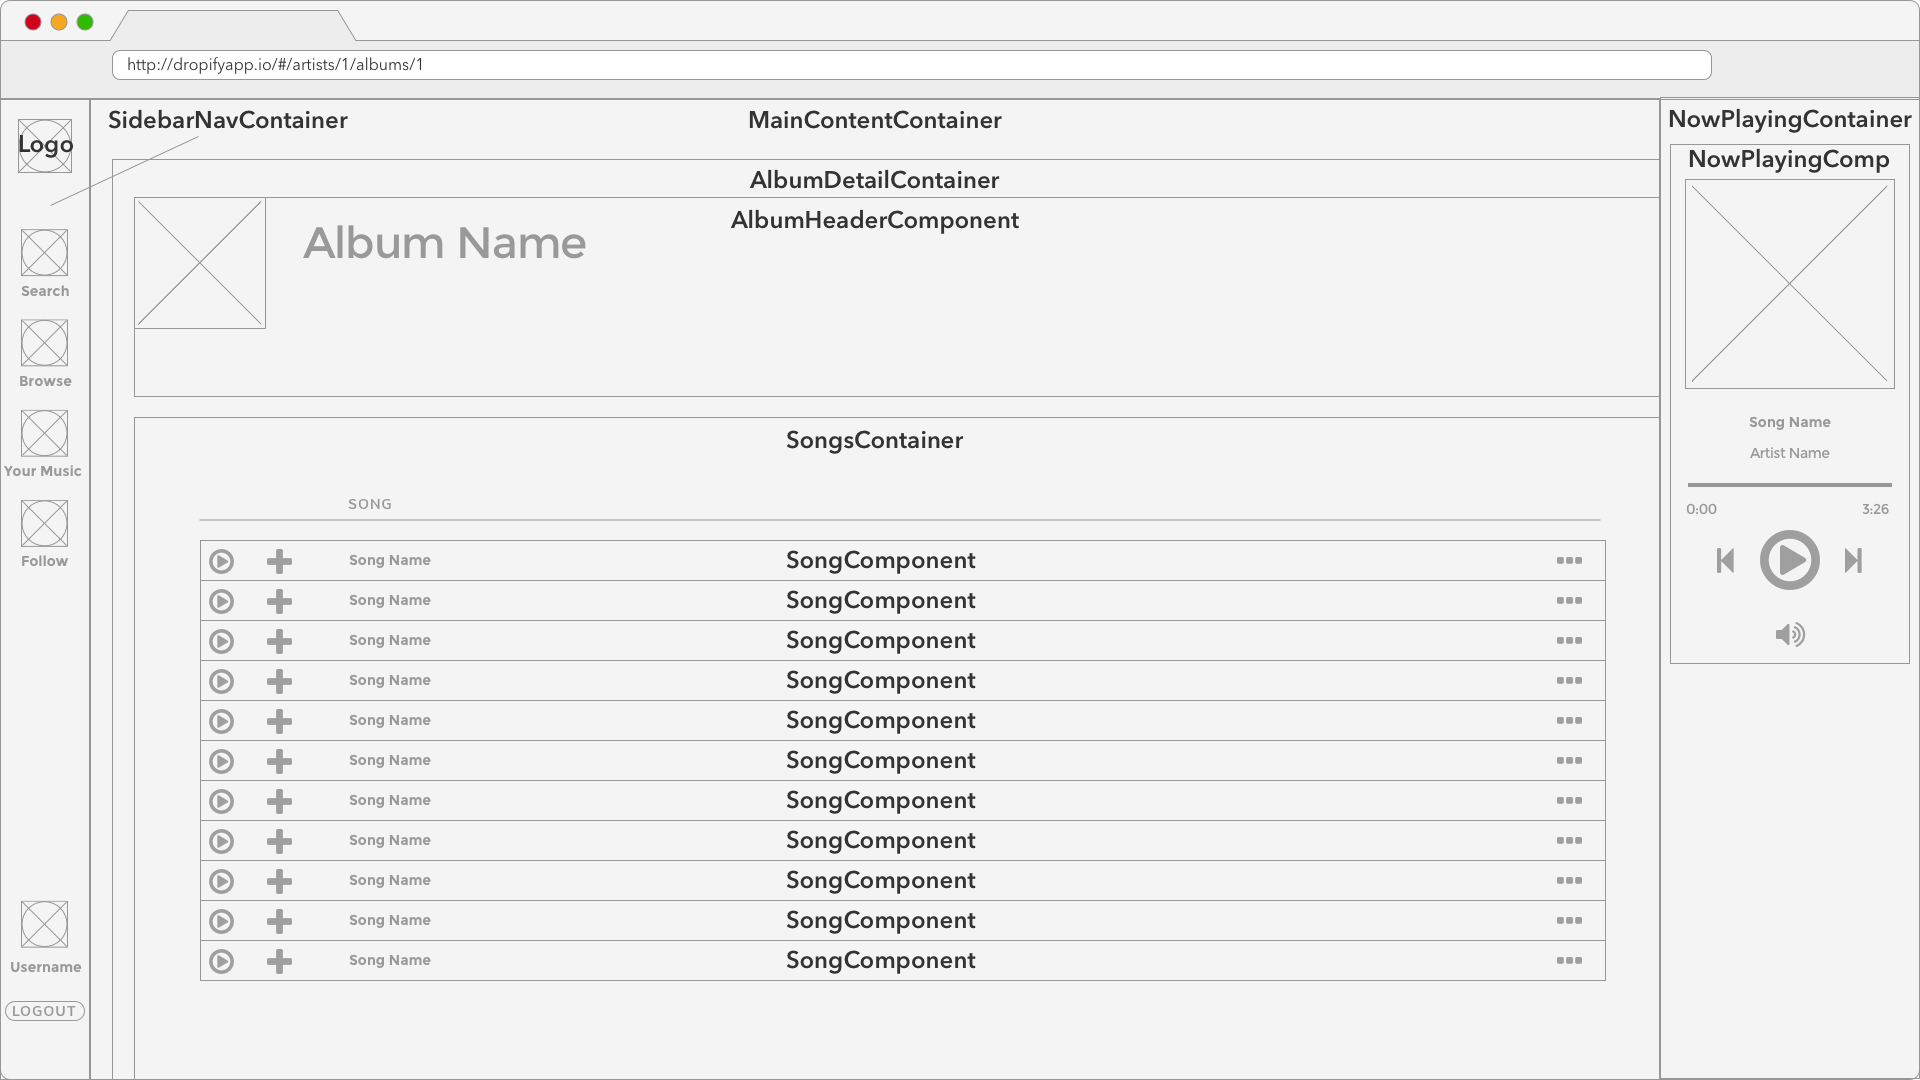 http://dropifyapp.io/#/artists/1/albums/1
SidebarNavContainer
MainContentContainer
NowPlayingContainer
Logo
NowPlayingComp
AlbumDetailContainer
AlbumHeaderComponent
Album Name
Search
Browse
Your Music
Follow
Username
LOGOUT
SongsContainer
SONG
Song Name SongComponent
Song Name SongComponent
Song Name SongComponent
Song Name SongComponent
Song Name SongComponent
Song Name SongComponent
Song Name SongComponent
Song Name SongComponent
Song Name SongComponent
Song Name SongComponent
Song Name SongComponent
Song Name
Artist Name
0:00 3:26